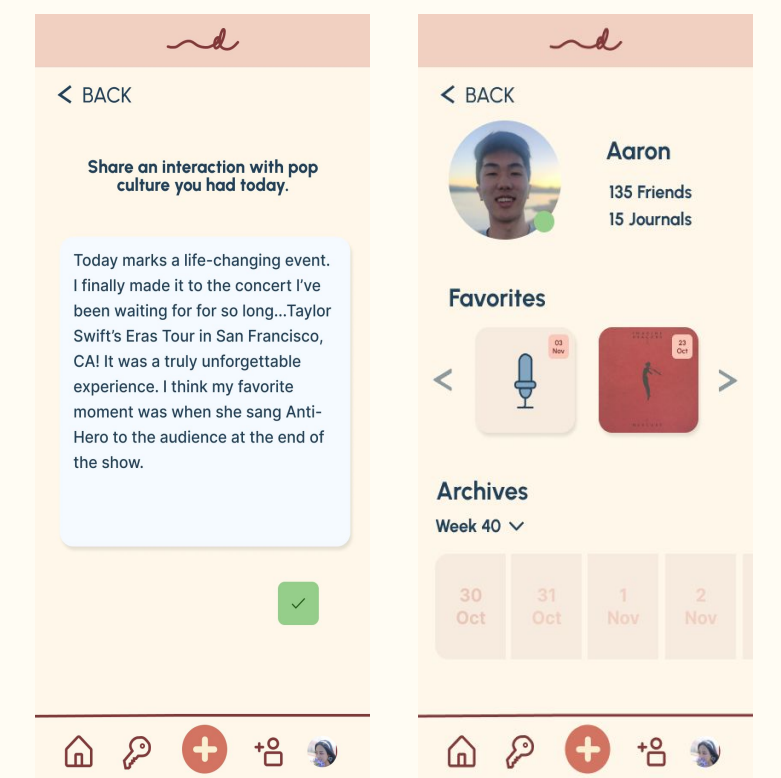 d
< BACK
Share an interaction with pop
culture you had today.
Today marks a life-changing event.
I finally made it to the concert I've
been waiting for for so long...Taylor
Swift's Eras Tour in San Francisco,
CA! It was a truly unforgettable
experience. I think my favorite
moment was when she sang Anti-
Hero to the audience at the end of
the show.
d
< BACK
Aaron
135 Friends
15 Journals
Favorites
03
Nov
23
Oct
Archives
Week 40
30
Oct
31
Oct
1
Nov
2
Nov